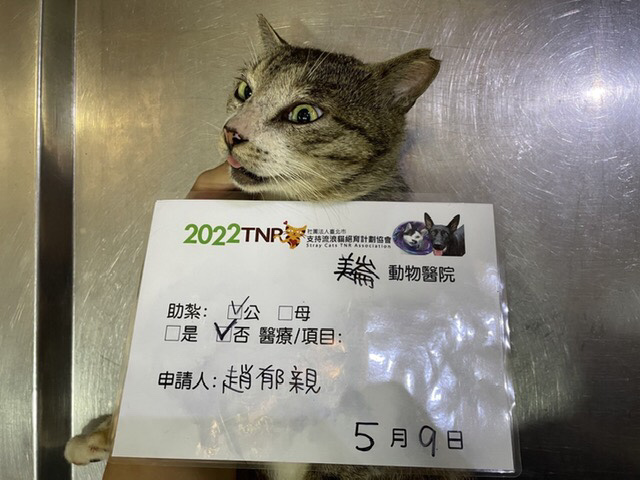 2022TNR 社團法人臺北市
支持流浪貓絕育計劃協會
Stray Cats TNR Association
美崙 動物醫院
助紮: ☑公 □母
□是 ☑否 醫療/項目:
申請人: 趙郁親
5月9日